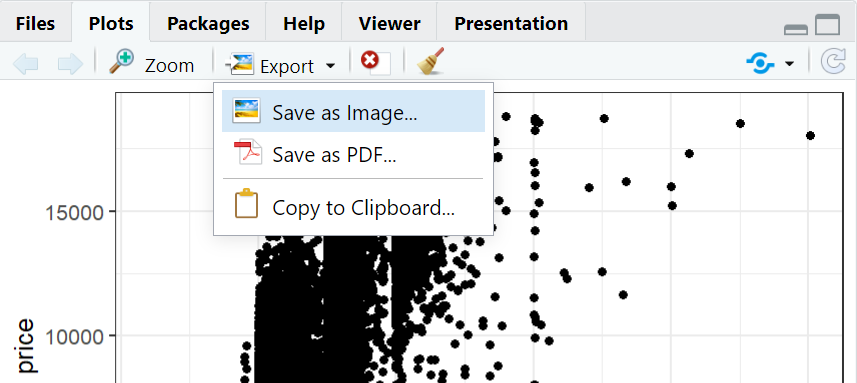 Files Plots Packages Help Viewer Presentation
Zoom Export
Save as Image...
Save as PDF...
Copy to Clipboard...
15000
10000
price